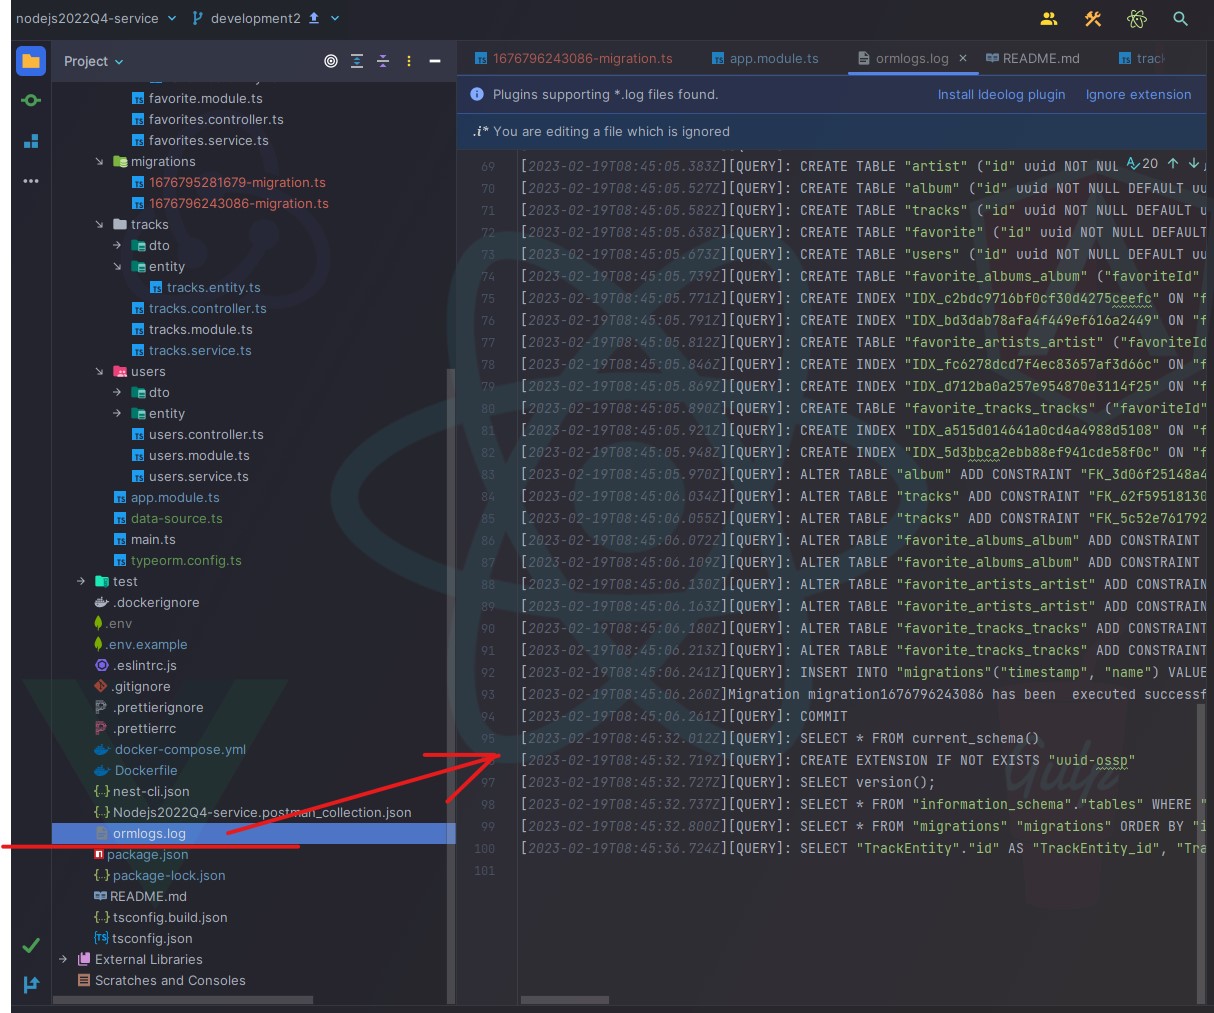 nodejs2022Q4-service
development2
Project
favorite.module.ts
favorites.controller.ts
favorites.service.ts
migrations
1676795281679-migration.ts
1676796243086-migration.ts
tracks
dto
entity
tracks.entity.ts
tracks.controller.ts
tracks.module.ts
tracks.service.ts
users
dto
entity
users.controller.ts
users.module.ts
users.service.ts
app.module.ts
data-source.ts
main.ts
typeorm.config.ts
test
.dockerignore
.env
.env.example
.eslintrc.js
.gitignore
.prettierignore
.prettierrc
docker-compose.yml
Dockerfile
nest-cli.json
Nodejs2022Q4-service.postman_collection.json
ormlogs.log
package.json
package-lock.json
README.md
tsconfig.build.json
tsconfig.json
External Libraries
Scratches and Consoles
1676796243086-migration.ts app.module.ts ormlogs.log README.md track
Plugins supporting *.log files found. Install Ideolog plugin Ignore extension
.i* You are editing a file which is ignored
20
69 [2023-02-19T08:45:05.383Z][QUERY]: CREATE TABLE "artist" ("id" uuid NOT NUL
70 [2023-02-19T08:45:05.527Z][QUERY]: CREATE TABLE "album" ("id" uuid NOT NULL DEFAULT uu
71 [2023-02-19T08:45:05.582Z][QUERY]: CREATE TABLE "tracks" ("id" uuid NOT NULL DEFAULT u
72 [2023-02-19T08:45:05.638Z][QUERY]: CREATE TABLE "favorite" ("id" uuid NOT NULL DEFAULT
73 [2023-02-19T08:45:05.673Z][QUERY]: CREATE TABLE "users" ("id" uuid NOT NULL DEFAULT uu
74 [2023-02-19T08:45:05.739Z][QUERY]: CREATE TABLE "favorite_albums_album" ("favoriteId"
75 [2023-02-19T08:45:05.771Z][QUERY]: CREATE INDEX "IDX_c2bdc9716bf0cf30d4275ceefc" ON "f
76 [2023-02-19T08:45:05.791Z][QUERY]: CREATE INDEX "IDX_bd3dab78afa4f449ef616a2449" ON "f
77 [2023-02-19T08:45:05.812Z][QUERY]: CREATE TABLE "favorite_artists_artist" ("favoriteId
78 [2023-02-19T08:45:05.846Z][QUERY]: CREATE INDEX "IDX_fc6278dcd7f4ec83657af3d66c" ON "f
79 [2023-02-19T08:45:05.869Z][QUERY]: CREATE INDEX "IDX_d712ba0a257e954870e3114f25" ON "f
80 [2023-02-19T08:45:05.890Z][QUERY]: CREATE TABLE "favorite_tracks_tracks" ("favoriteId"
81 [2023-02-19T08:45:05.921Z][QUERY]: CREATE INDEX "IDX_a515d014641a0cd4a4988d5108" ON "f
82 [2023-02-19T08:45:05.948Z][QUERY]: CREATE INDEX "IDX_5d3bbca2ebb88ef941cde58f0c" ON "f
83 [2023-02-19T08:45:05.970Z][QUERY]: ALTER TABLE "album" ADD CONSTRAINT "FK_3d06f25148a4
84 [2023-02-19T08:45:06.034Z][QUERY]: ALTER TABLE "tracks" ADD CONSTRAINT "FK_62f59518130
85 [2023-02-19T08:45:06.055Z][QUERY]: ALTER TABLE "tracks" ADD CONSTRAINT "FK_5c52e761792
86 [2023-02-19T08:45:06.072Z][QUERY]: ALTER TABLE "favorite_albums_album" ADD CONSTRAINT
87 [2023-02-19T08:45:06.109Z][QUERY]: ALTER TABLE "favorite_albums_album" ADD CONSTRAINT
88 [2023-02-19T08:45:06.130Z][QUERY]: ALTER TABLE "favorite_artists_artist" ADD CONSTRAIN
89 [2023-02-19T08:45:06.163Z][QUERY]: ALTER TABLE "favorite_artists_artist" ADD CONSTRAIN
90 [2023-02-19T08:45:06.180Z][QUERY]: ALTER TABLE "favorite_tracks_tracks" ADD CONSTRAINT
91 [2023-02-19T08:45:06.213Z][QUERY]: ALTER TABLE "favorite_tracks_tracks" ADD CONSTRAINT
92 [2023-02-19T08:45:06.241Z][QUERY]: INSERT INTO "migrations"("timestamp", "name") VALUE
93 [2023-02-19T08:45:06.260Z]Migration migration1676796243086 has been  executed successf
94 [2023-02-19T08:45:06.261Z][QUERY]: COMMIT
95 [2023-02-19T08:45:32.012Z][QUERY]: SELECT * FROM current_schema()
[2023-02-19T08:45:32.719Z][QUERY]: CREATE EXTENSION IF NOT EXISTS "uuid-ossp"
97 [2023-02-19T08:45:32.727Z][QUERY]: SELECT version();
98 [2023-02-19T08:45:32.737Z][QUERY]: SELECT * FROM "information_schema"."tables" WHERE "
99 [2023-02-19T08:45:32.800Z][QUERY]: SELECT * FROM "migrations" "migrations" ORDER BY "i
100 [2023-02-19T08:45:36.724Z][QUERY]: SELECT "TrackEntity"."id" AS "TrackEntity_id", "Tra
101
Gulp